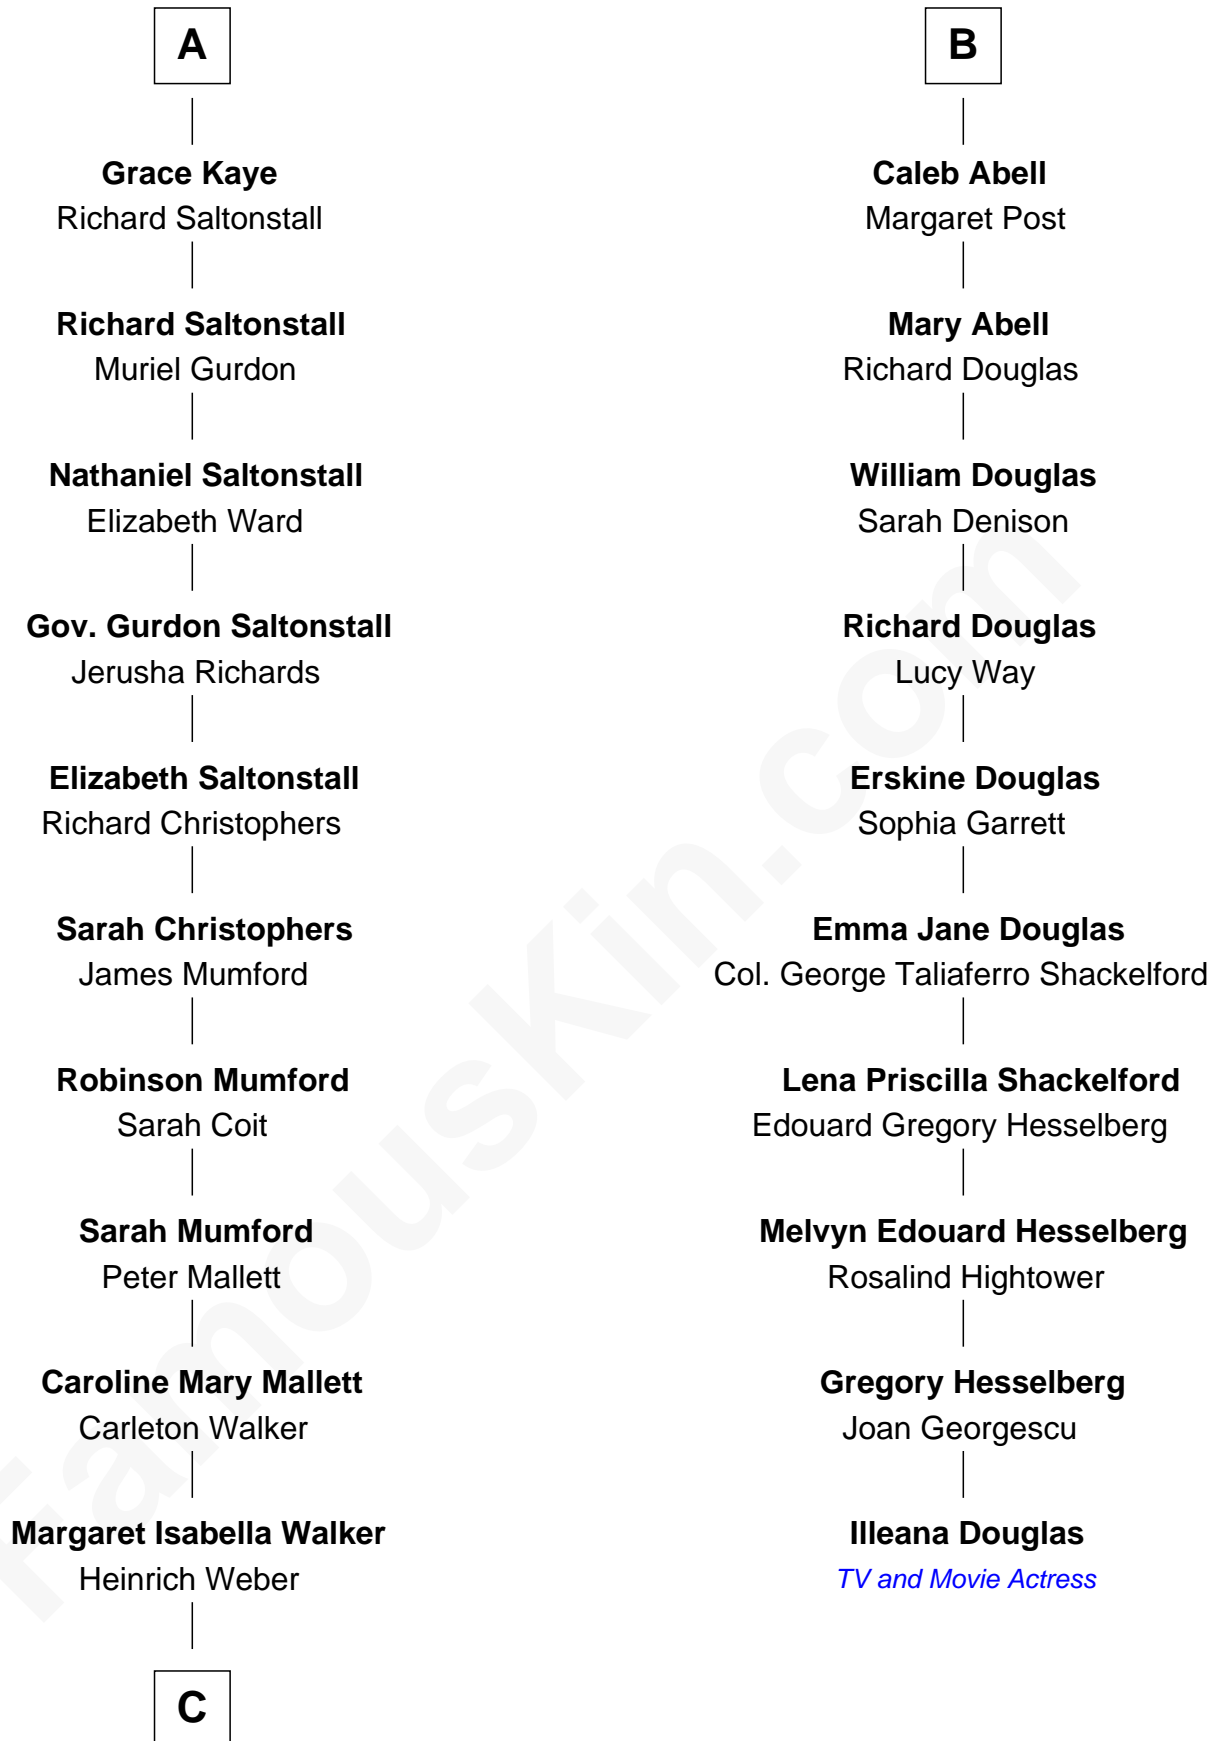 A
Grace Kaye
Richard Saltonstall
Richard Saltonstall
Muriel Gurdon
Nathaniel Saltonstall
Elizabeth Ward
Gov. Gurdon Saltonstall
Jerusha Richards
Elizabeth Saltonstall
Richard Christophers
Sarah Christophers
James Mumford
Robinson Mumford
Sarah Coit
Sarah Mumford
Peter Mallett
Caroline Mary Mallett
Carleton Walker
Margaret Isabella Walker
Heinrich Weber
C
B
Caleb Abell
Margaret Post
Mary Abell
Richard Douglas
William Douglas
Sarah Denison
Richard Douglas
Lucy Way
Erskine Douglas
Sophia Garrett
Emma Jane Douglas
Col. George Taliaferro Shackelford
Lena Priscilla Shackelford
Edouard Gregory Hesselberg
Melvyn Edouard Hesselberg
Rosalind Hightower
Gregory Hesselberg
Joan Georgescu
Illeana Douglas
TV and Movie Actress
FamousKin.com